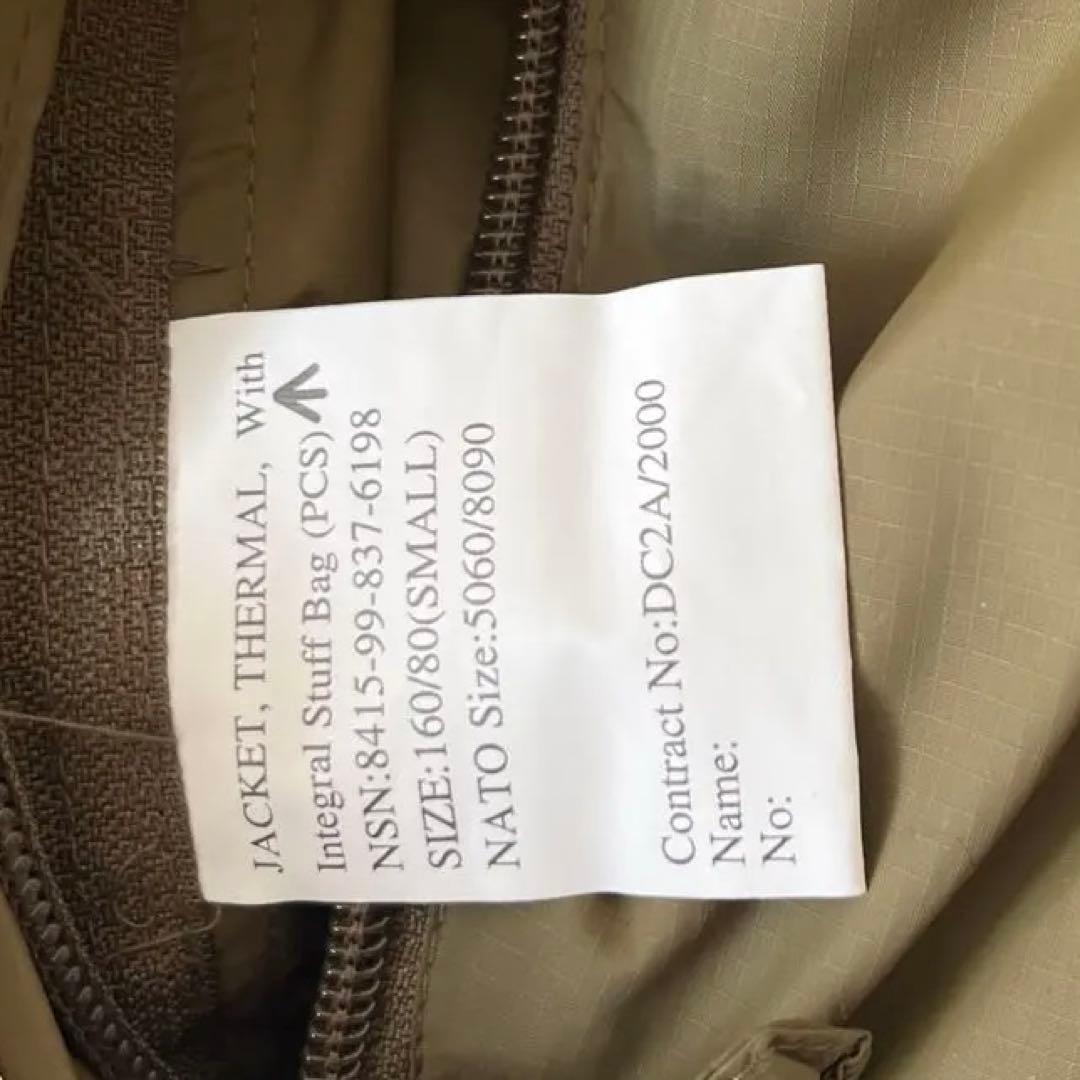 JACKET, THERMAL, With
Integral Stuff Bag (PCS)
NSN:8415-99-837-6198
SIZE:160/80(SMALL)
NATO Size:5060/8090
Contract No:DC2A/2000
Name:
No: